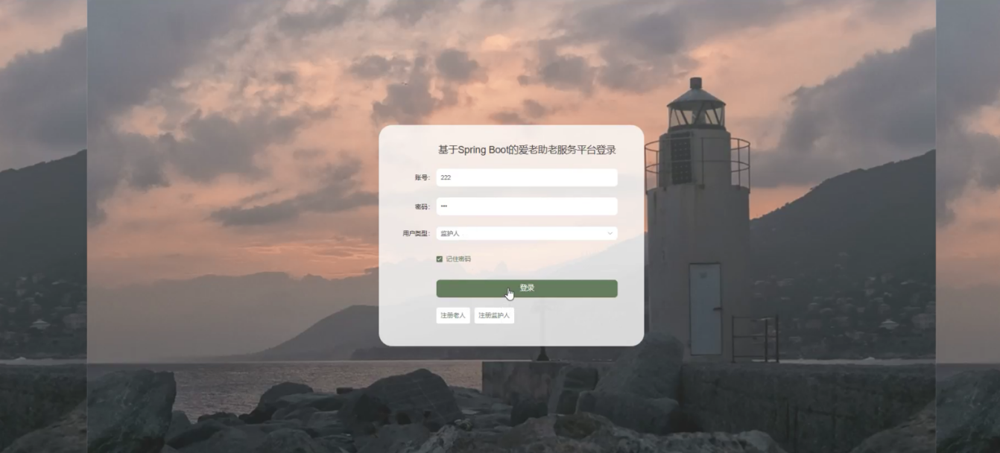 基于Spring Boot的爱老助老服务平台登录
账号: 222
密码: •••
用户类型: 监护人
记住密码
登录
注册老人 注册监护人